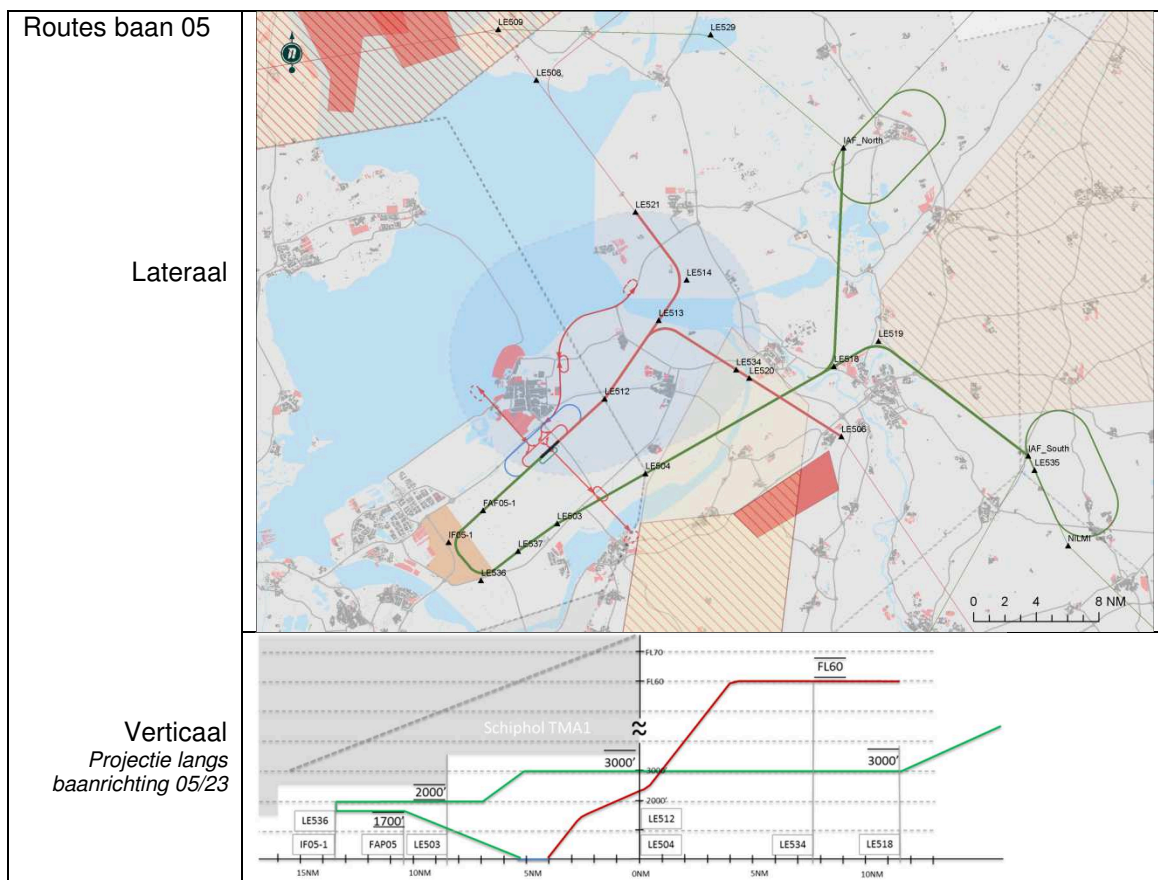 Routes baan 05
Lateraal
LE509
LE529
LE508
IAF_North
LE521
LE514
LE513
LE519
LE534
LE518
LE520
LE512
LE506
IAF_South
LE504
LE535
FAF05-1
LE503
IF05-1
NILMI
LE537
LE536
0 2 4 8 NM
Verticaal
Projectie langs
baanrichting 05/23
FL70
FL60
FL60
Schiphol TMA1
≈
3000'
3000'
3000'
2000'
2000'
LE536
1700'
LE512
IF05-1
FAP05
LE503
LE504
LE534
LE518
15NM
10NM
5NM
0NM
5NM
10NM